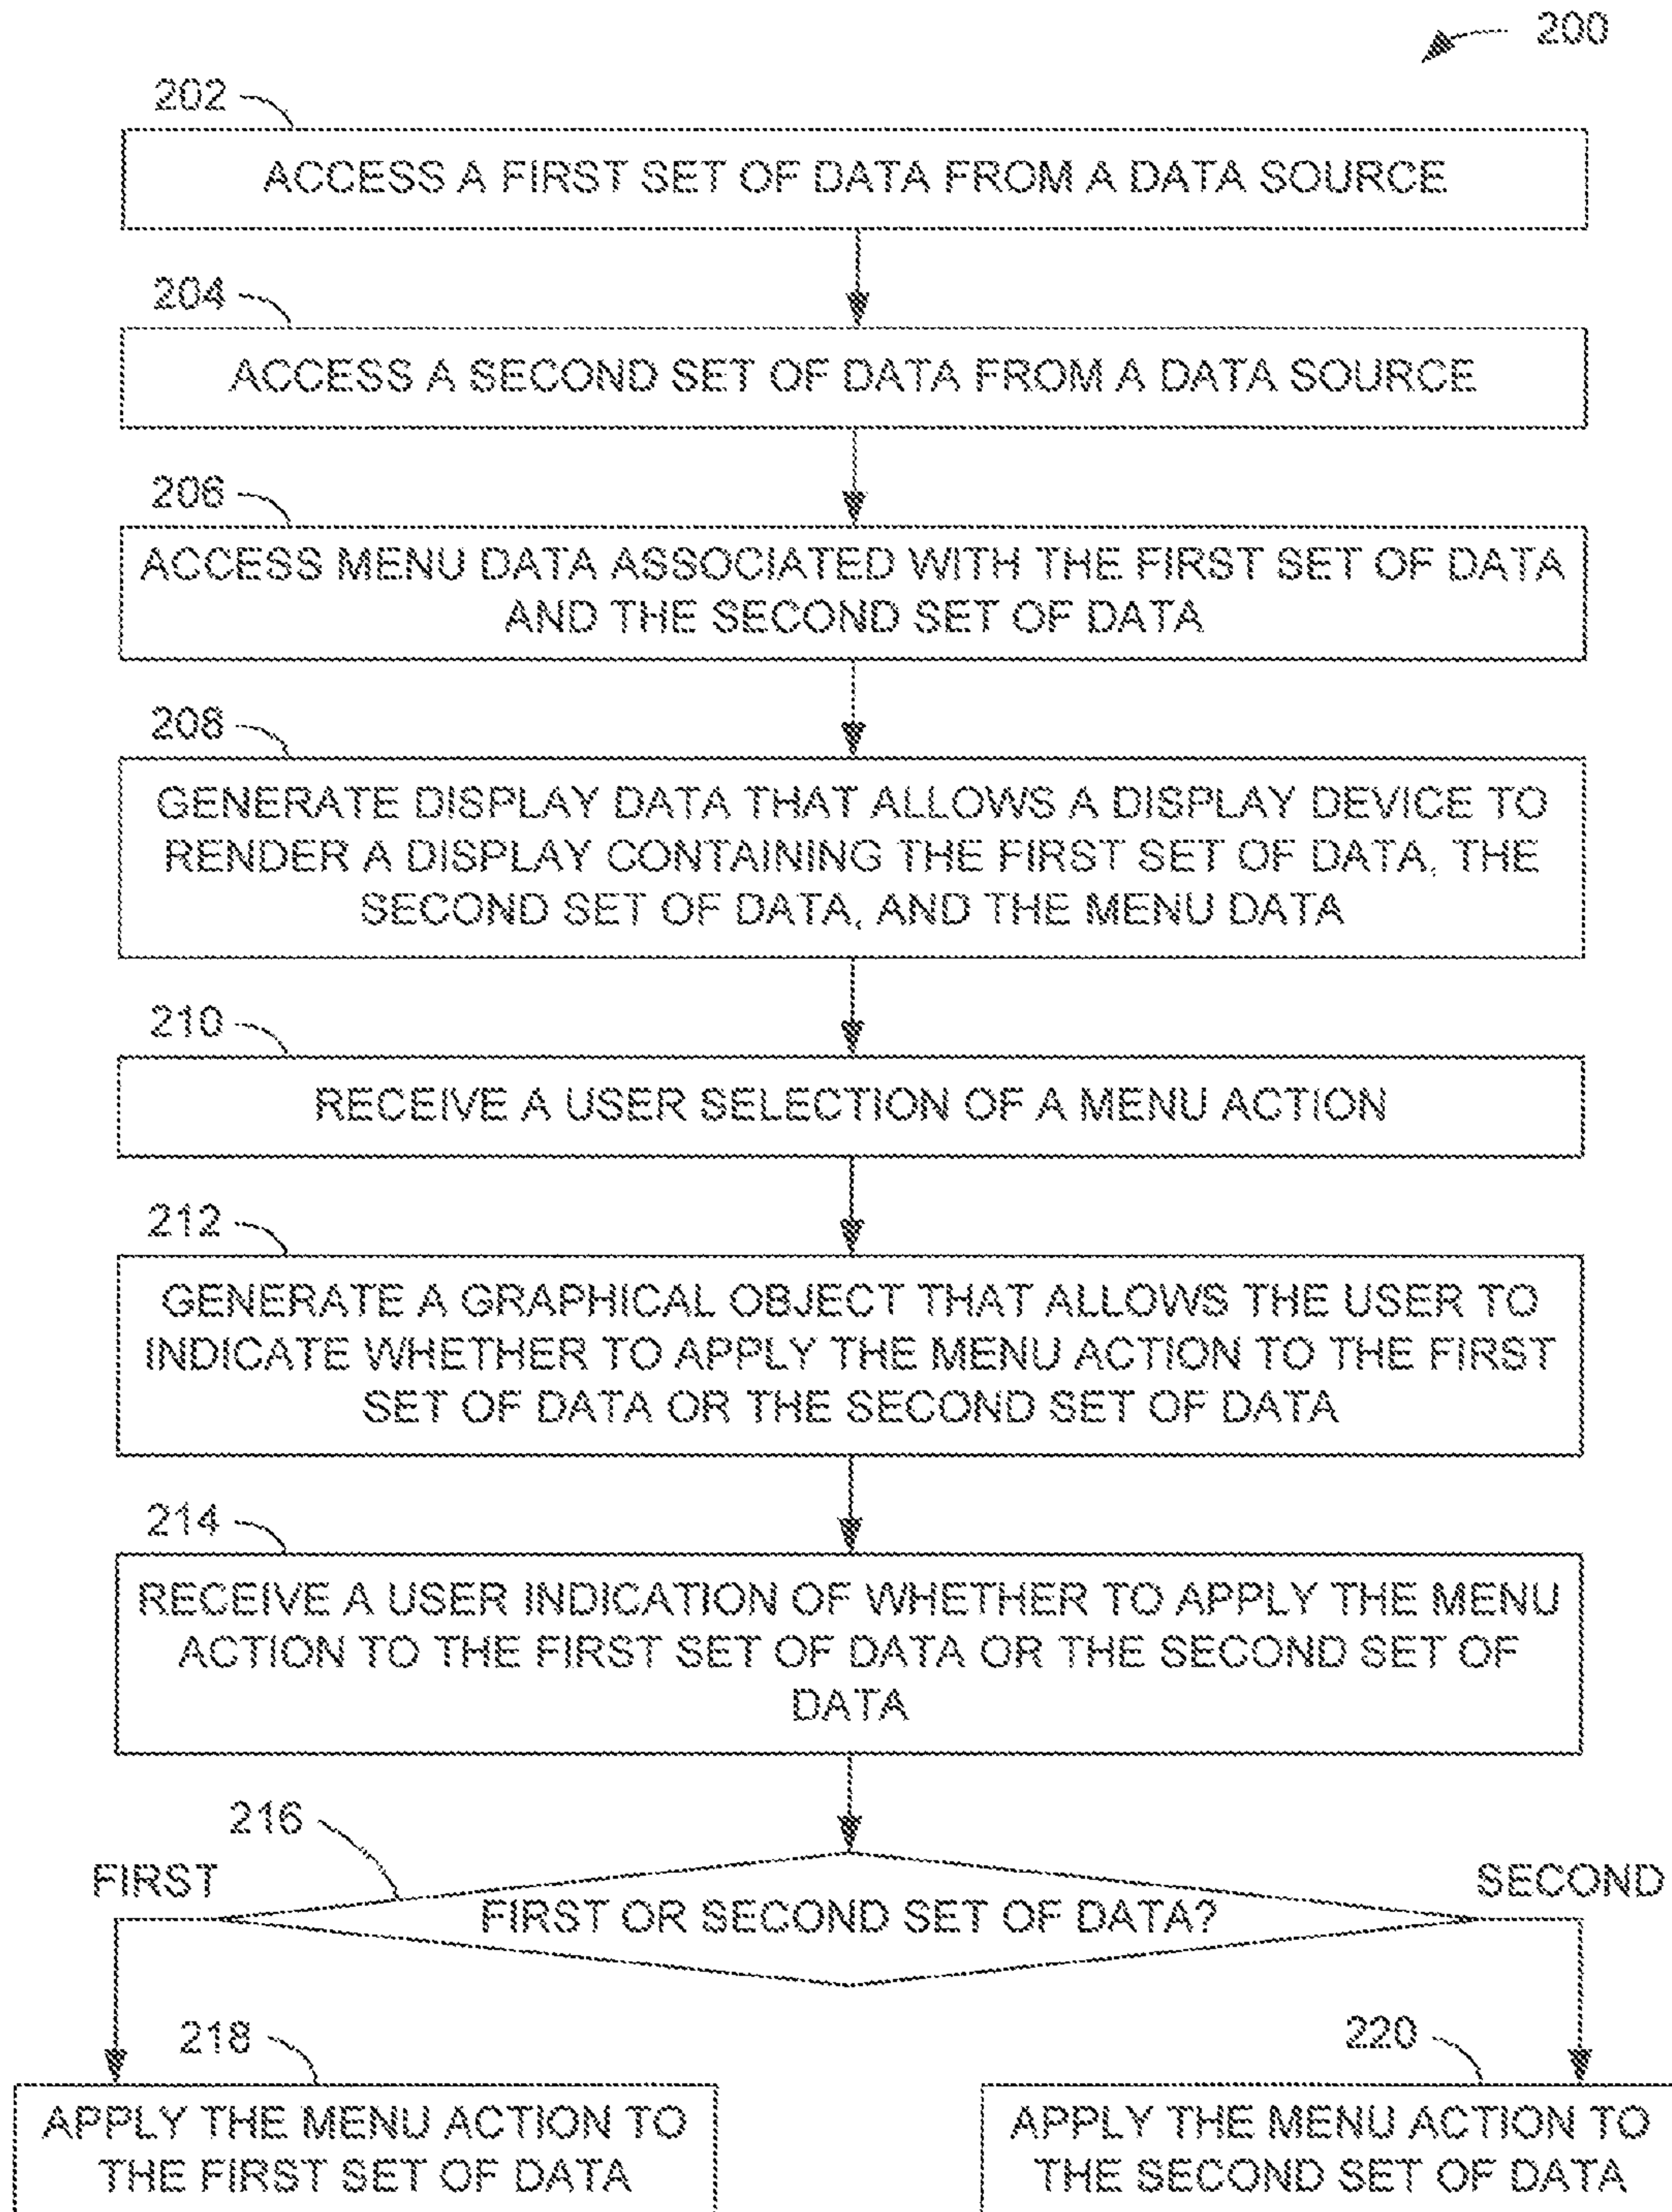 200
202
ACCESS A FIRST SET OF DATA FROM A DATA SOURCE
204
ACCESS A SECOND SET OF DATA FROM A DATA SOURCE
206
ACCESS MENU DATA ASSOCIATED WITH THE FIRST SET OF DATA
AND THE SECOND SET OF DATA
208
GENERATE DISPLAY DATA THAT ALLOWS A DISPLAY DEVICE TO
RENDER A DISPLAY CONTAINING THE FIRST SET OF DATA, THE
SECOND SET OF DATA, AND THE MENU DATA
210
RECEIVE A USER SELECTION OF A MENU ACTION
212
GENERATE A GRAPHICAL OBJECT THAT ALLOWS THE USER TO
INDICATE WHETHER TO APPLY THE MENU ACTION TO THE FIRST
SET OF DATA OR THE SECOND SET OF DATA
214
RECEIVE A USER INDICATION OF WHETHER TO APPLY THE MENU
ACTION TO THE FIRST SET OF DATA OR THE SECOND SET OF
DATA
216
FIRST
SECOND
FIRST OR SECOND SET OF DATA?
218
220
APPLY THE MENU ACTION TO
THE FIRST SET OF DATA
APPLY THE MENU ACTION TO
THE SECOND SET OF DATA